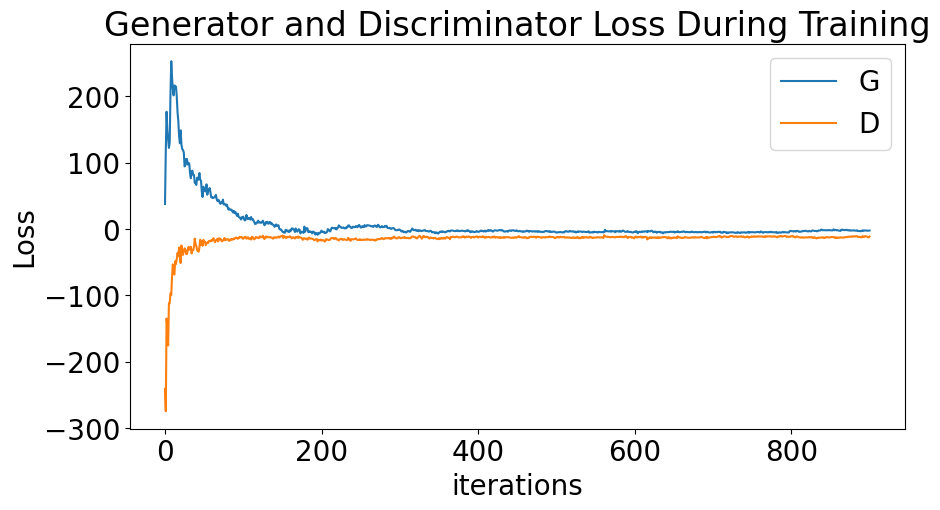 Generator and Discriminator Loss During Training
G
D
200
100
0
−100
−200
−300
Loss
0 200 400 600 800
iterations